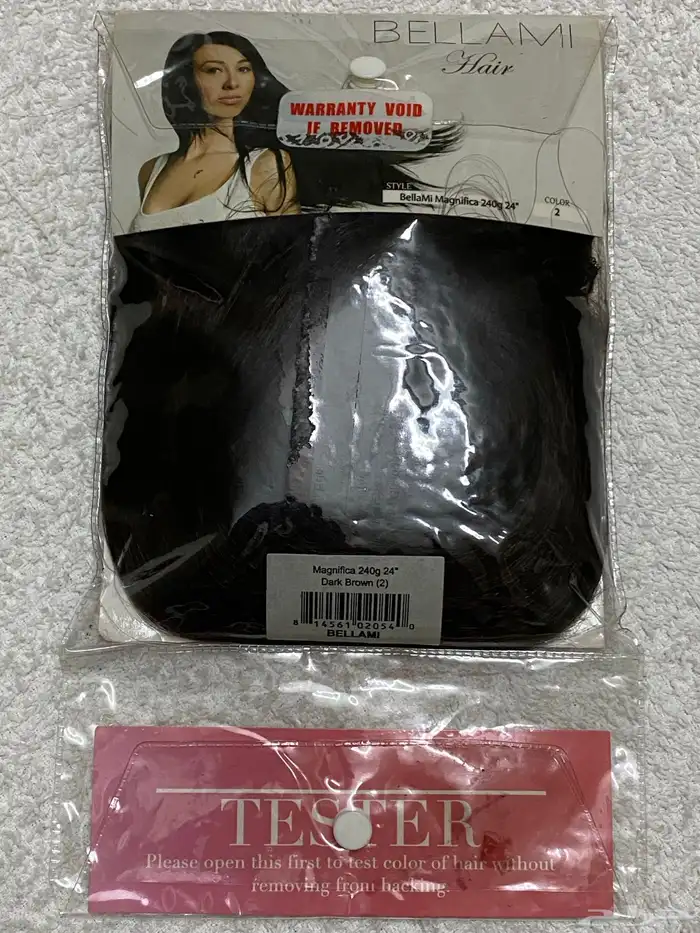 BELLAMI
Hair
WARRANTY VOID
IF REMOVED
STYLE
BellaMi Magnifica 240g 24"
COLOR
2
Magnifica 240g 24"
Dark Brown (2)
8 14561 02054 0
BELLAMI
TESTER
Please open this first to test color of hair without
removing from backing.